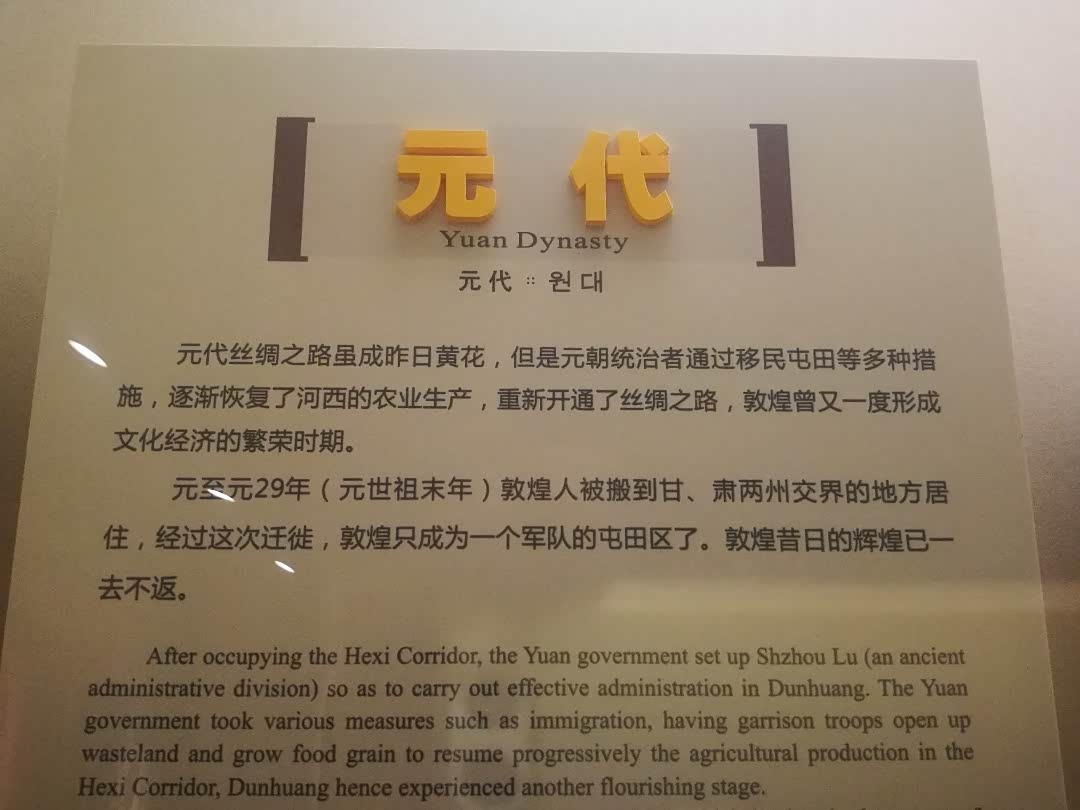 元代
Yuan Dynasty
元代 :: 원대
元代丝绸之路虽成昨日黄花，但是元朝统治者通过移民屯田等多种措
施，逐渐恢复了河西的农业生产，重新开通了丝绸之路，敦煌曾又一度形成
文化经济的繁荣时期。
元至元29年（元世祖末年）敦煌人被搬到甘、肃两州交界的地方居
住，经过这次迁徙，敦煌只成为一个军队的屯田区了。敦煌昔日的辉煌已一
去不返。
After occupying the Hexi Corridor, the Yuan government set up Shzhou Lu (an ancient
administrative division) so as to carry out effective administration in Dunhuang. The Yuan
government took various measures such as immigration, having garrison troops open up
wasteland and grow food grain to resume progressively the agricultural production in the
Hexi Corridor, Dunhuang hence experienced another flourishing stage.